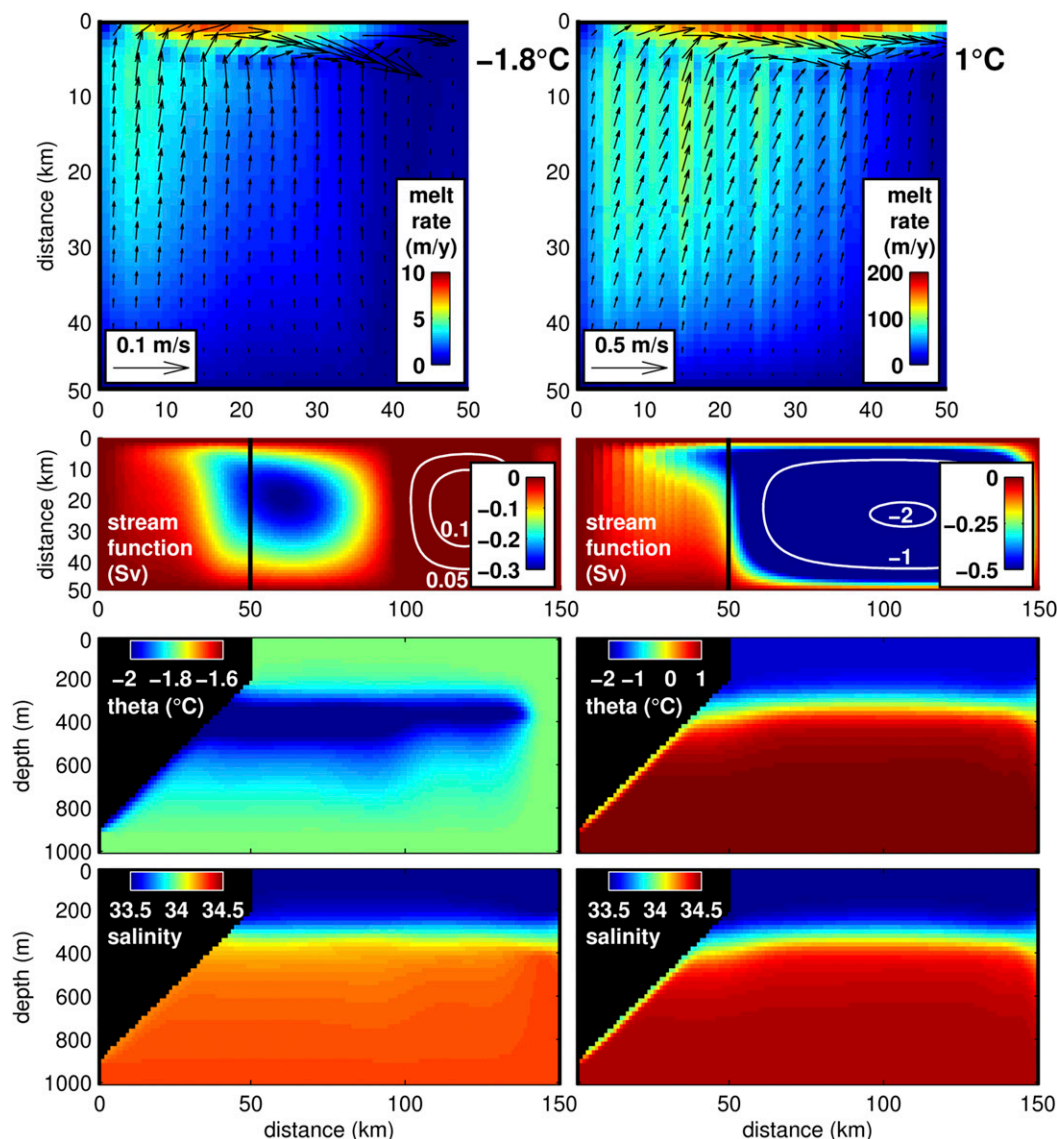 0
10
20
30
40
50
distance (km)
−1.8°C
melt
rate
(m/y)
10
5
0
0.1 m/s
0 10 20 30 40 50
0
10
20
30
40
50
1°C
melt
rate
(m/y)
200
100
0
0.5 m/s
0 10 20 30 40 50
distance (km)
0
10
20
30
40
50
stream
function
(Sv)
0.1
0.05
0
−0.1
−0.2
−0.3
0 50 100 150
stream
function
(Sv)
−2
−1
0
−0.25
−0.5
50 100 150
depth (m)
0
200
400
600
800
1000
−2 −1.8 −1.6
theta (°C)
−2 −1 0 1
theta (°C)
depth (m)
0
200
400
600
800
1000
33.5 34 34.5
salinity
33.5 34 34.5
salinity
0 50 100 150
distance (km)
50 100 150
distance (km)